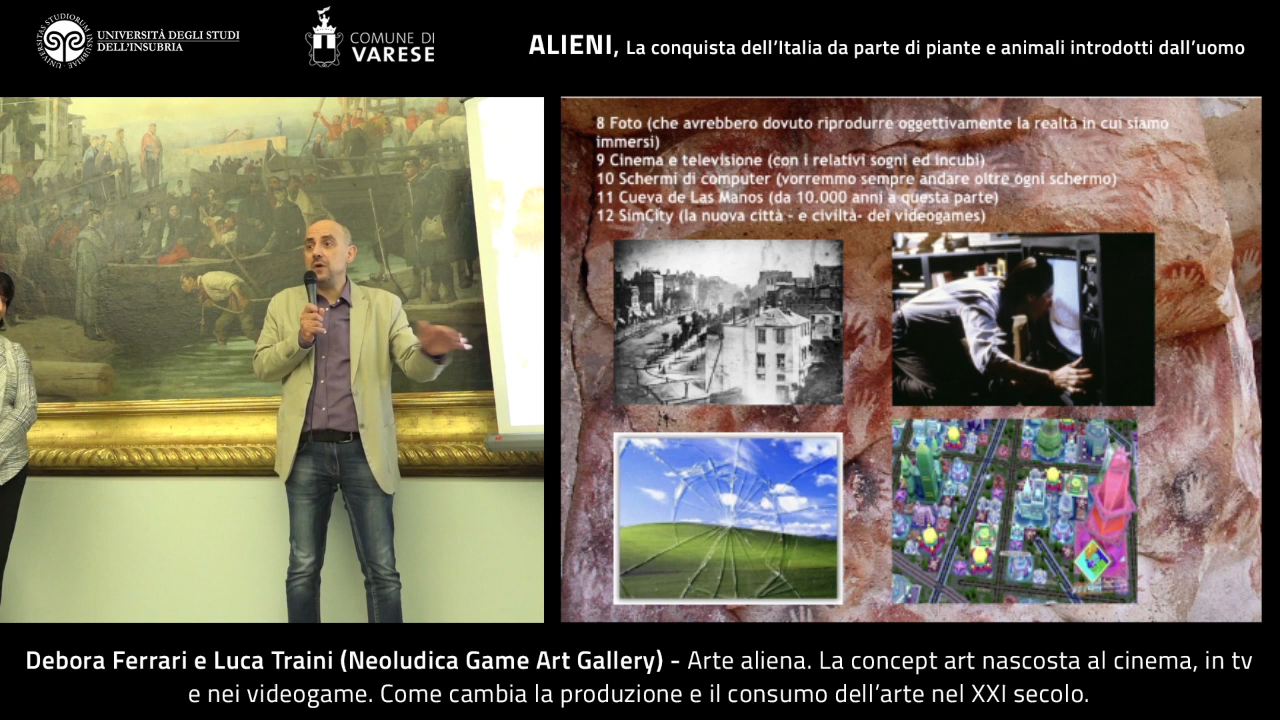 UNIVERSITÀ DEGLI STUDI
DELL'INSUBRIA
COMUNE DI
VARESE
ALIENI, La conquista dell'Italia da parte di piante e animali introdotti dall'uomo
8 Foto (che avrebbero dovuto riprodurre oggettivamente la realtà in cui siamo
immersi)
9 Cinema e televisione (con i relativi sogni ed incubi)
10 Schermi di computer (vorremmo sempre andare oltre ogni schermo)
11 Cueva de Las Manos (da 10.000 anni a questa parte)
12 SimCity (la nuova città - e civiltà- dei videogames)
Debora Ferrari e Luca Traini (Neoludica Game Art Gallery) - Arte aliena. La concept art nascosta al cinema, in tv
e nei videogame. Come cambia la produzione e il consumo dell'arte nel XXI secolo.